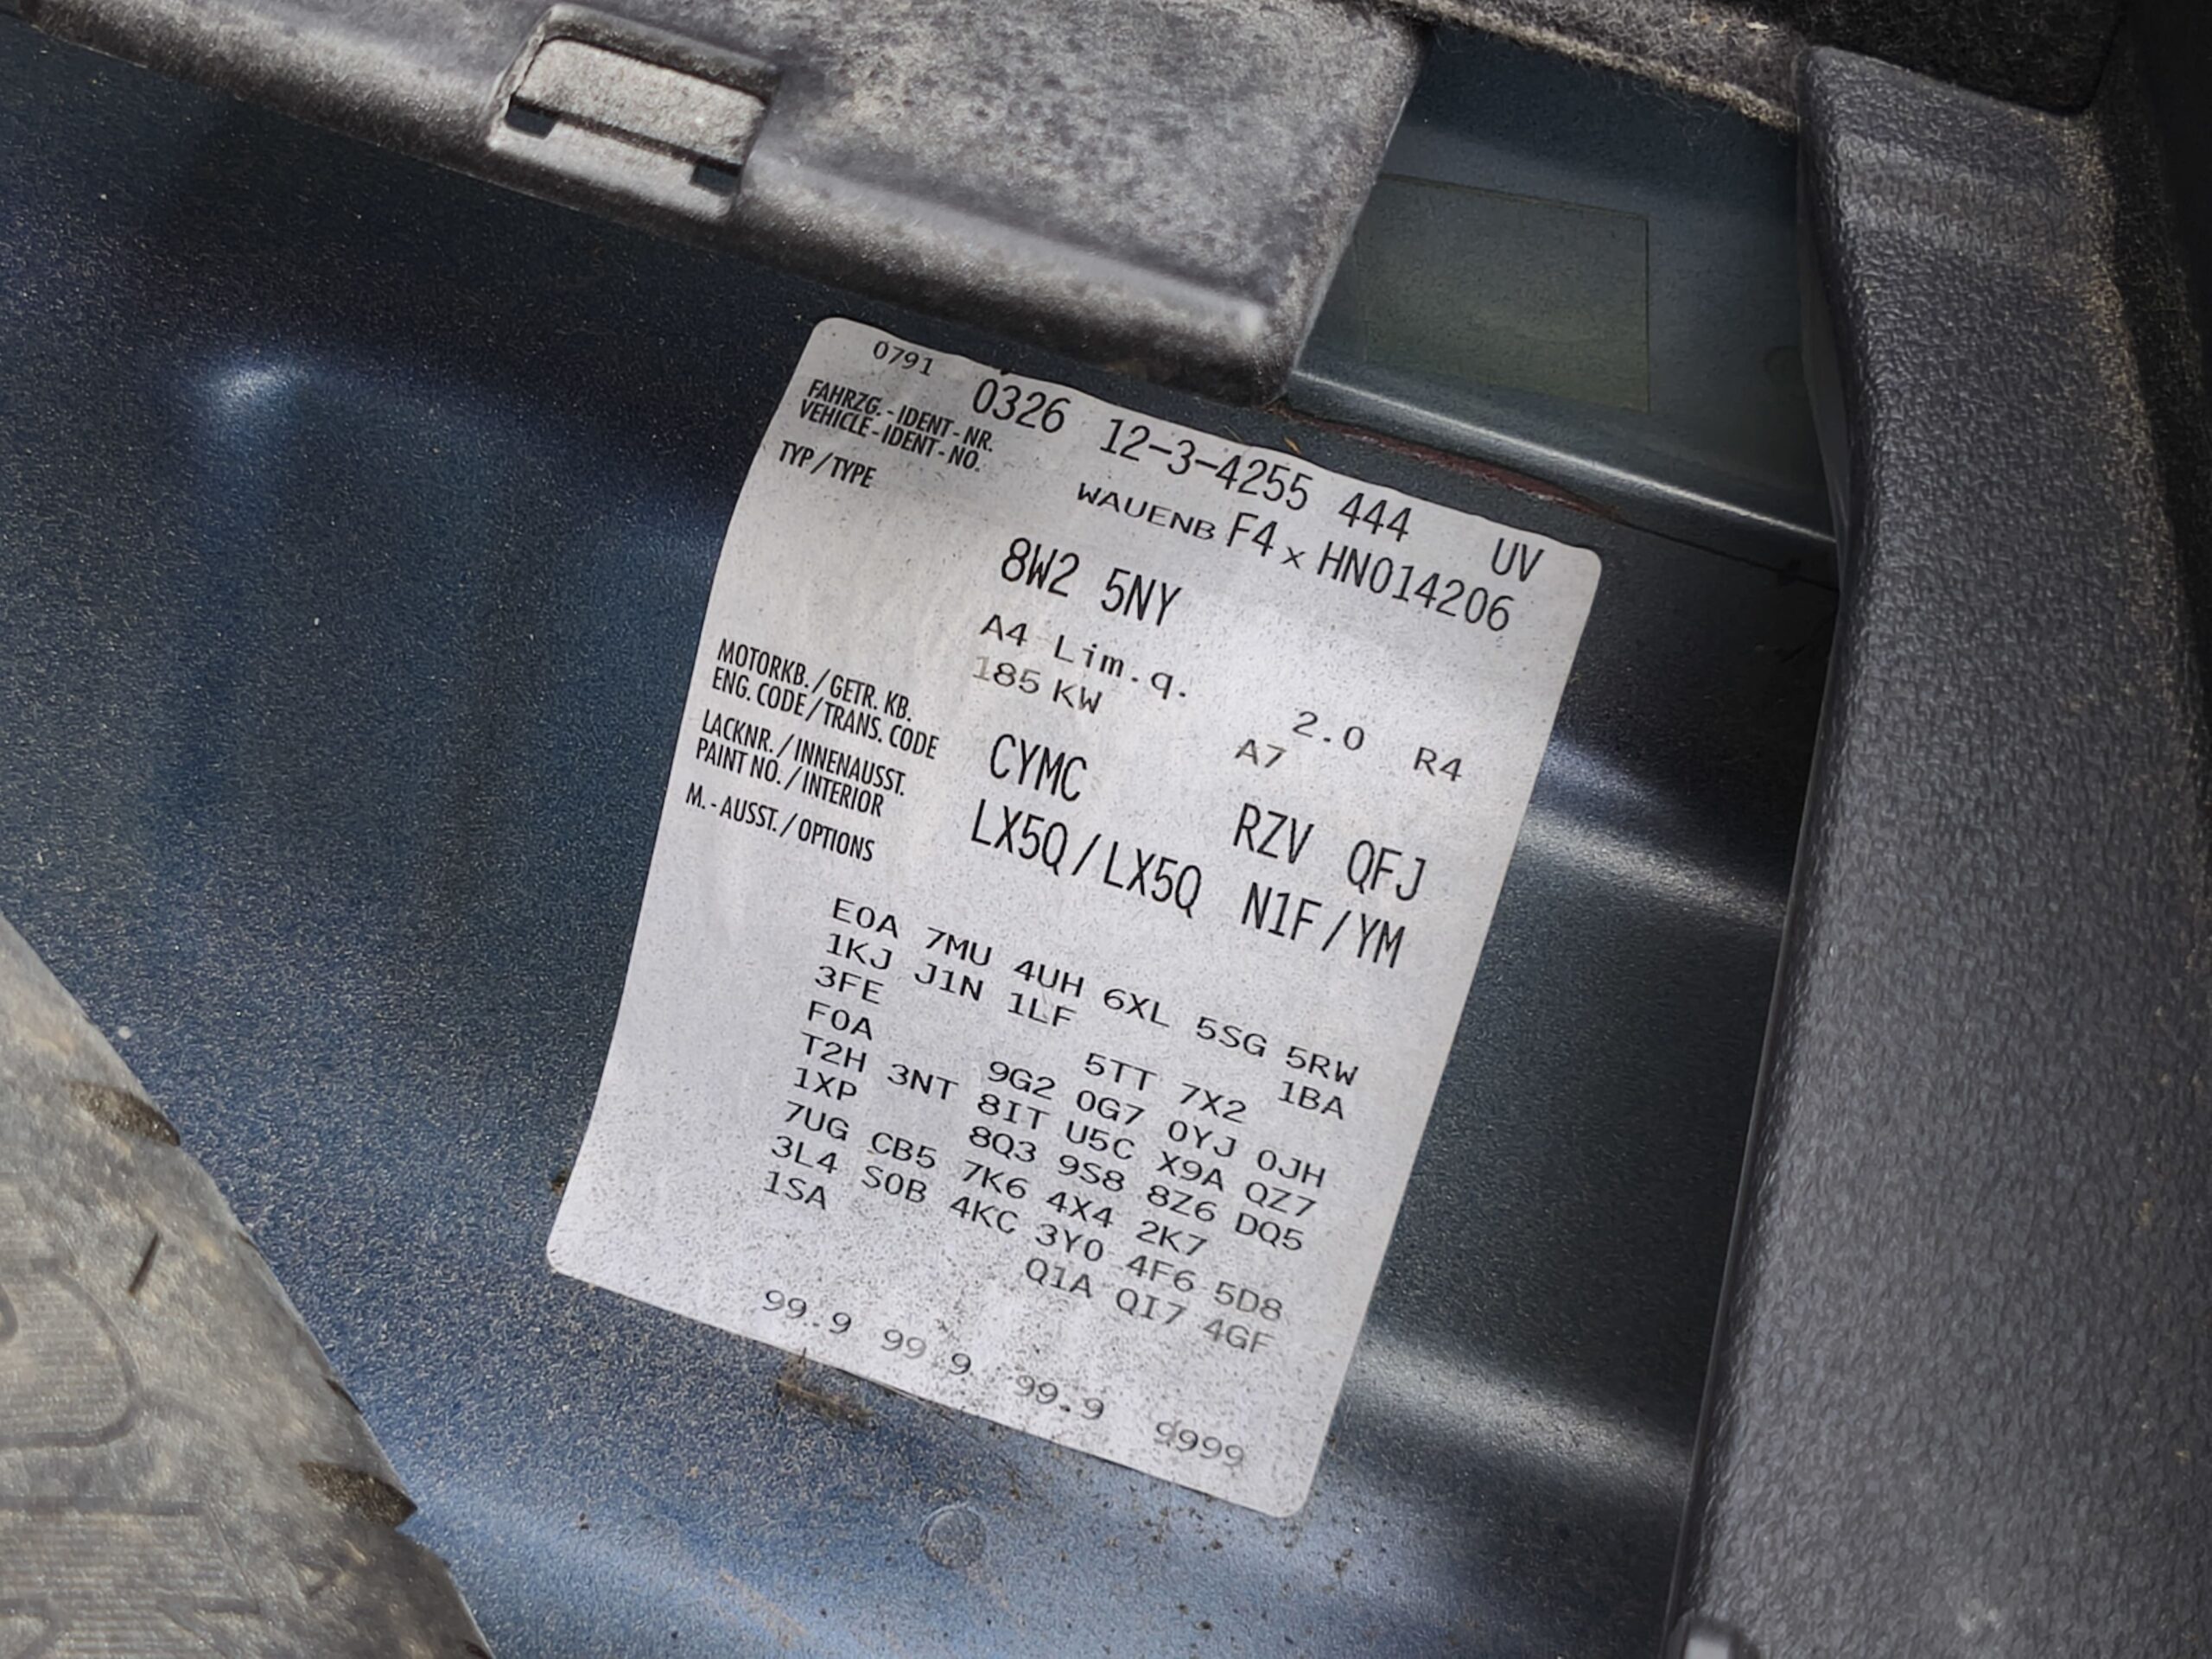 0791 0326 12-3-4255 444 UV
FAHRZG.-IDENT-NR.
VEHICLE-IDENT-NO. WAUENB F4 x HN014206
TYP/TYPE 8W2 5NY
A4 Lim.q. 2.0 R4
185 KW A7
MOTORKB./GETR. KB.
ENG. CODE/TRANS. CODE CYMC RZV QFJ
LACKNR./INNENAUSST.
PAINT NO./INTERIOR LX5Q/LX5Q N1F/YM
M.-AUSST./OPTIONS
E0A 7MU 4UH 6XL 5SG 5RW
1KJ J1N 1LF 1BA
3FE 5TT 7X2
F0A 9G2 0G7 0YJ 0JH
T2H 3NT 8IT U5C X9A QZ7
1XP 8Q3 9S8 8Z6 DQ5
7UG CB5 7K6 4X4 2K7
3L4 S0B 4KC 3Y0 4F6 5D8
1SA Q1A QI7 4GF
99.9 99.9 99.9 9999